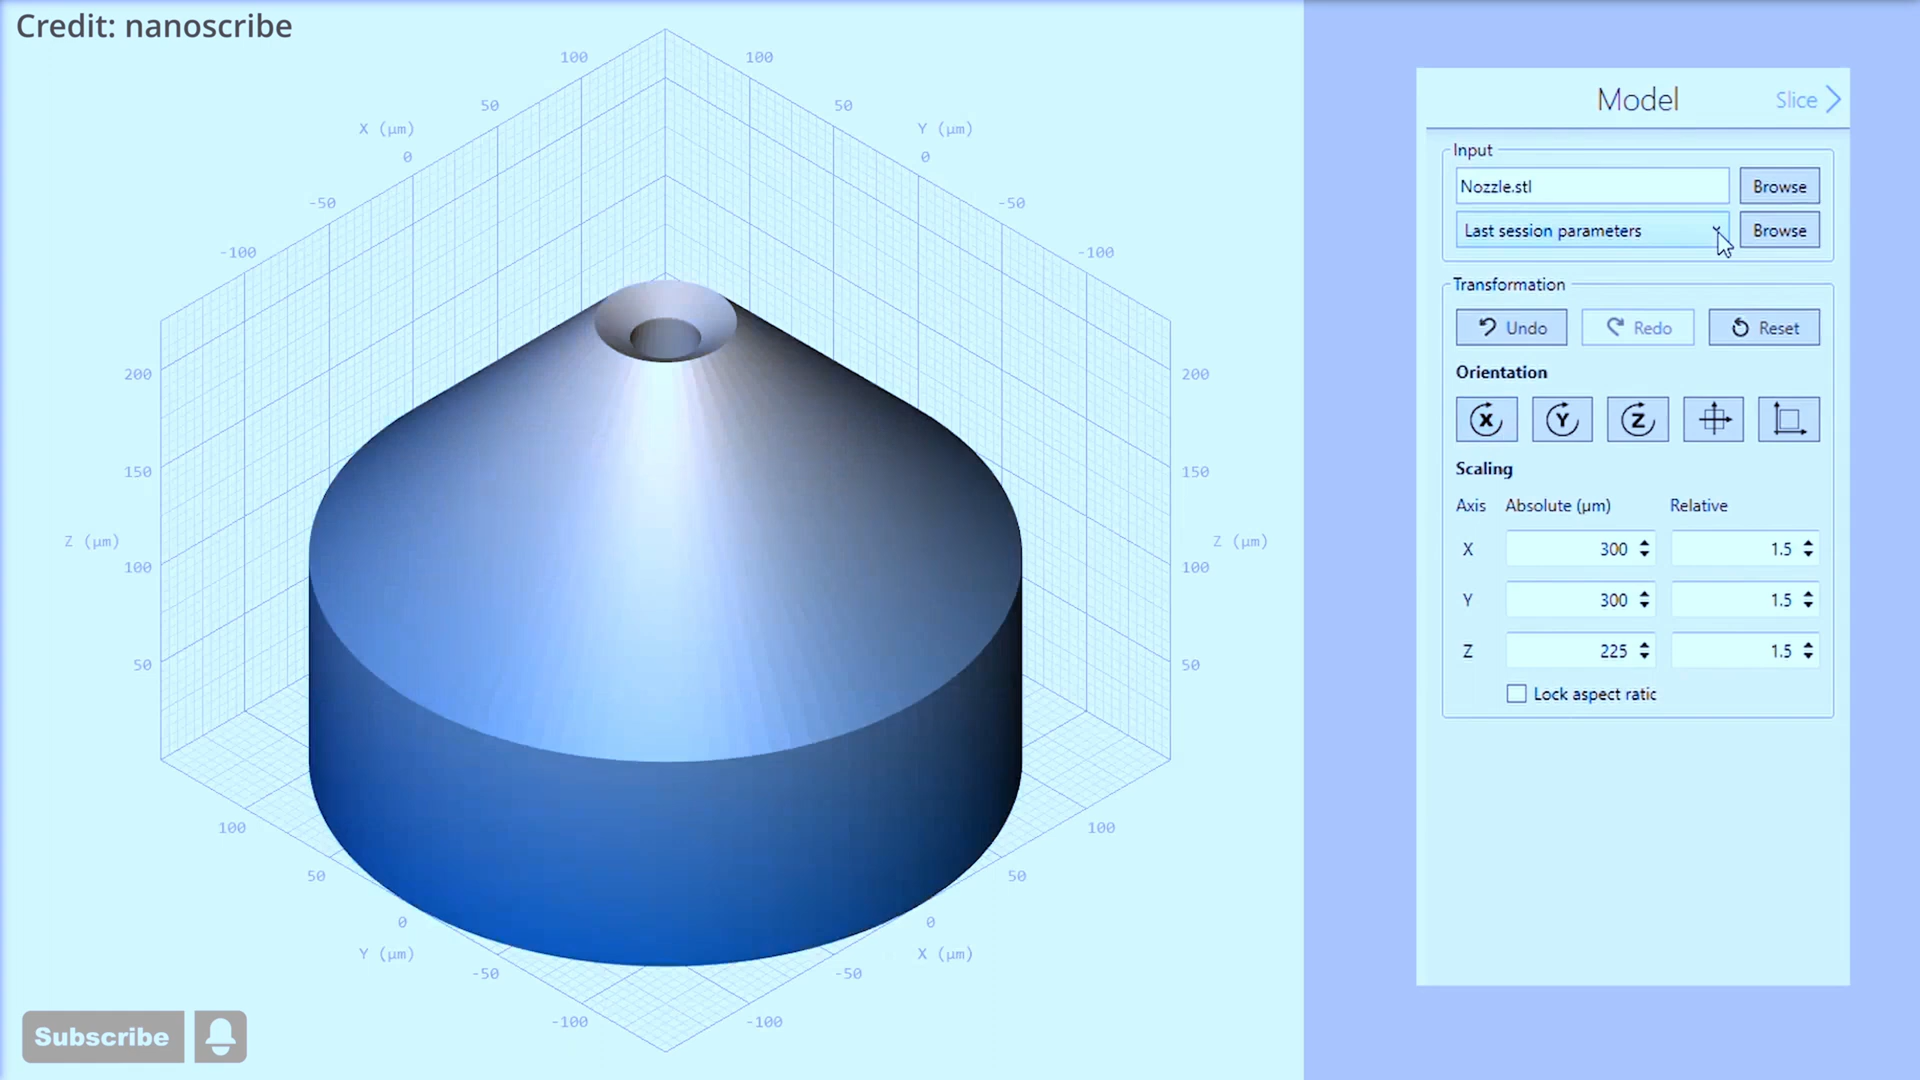 Credit: nanoscribe
100
100
50
50
X (µm)
Y (µm)
0
0
-50
-50
-100
-100
200
200
150
150
Z (µm)
Z (µm)
100
100
50
50
100
100
50
50
0
0
Y (µm)
X (µm)
-50
-50
-100
-100
Subscribe
Model
Slice
Input
Nozzle.stl
Browse
Last session parameters
Browse
Transformation
Undo
Redo
Reset
Orientation
X
Y
Z
Scaling
Axis Absolute (µm) Relative
X 300 1.5
Y 300 1.5
Z 225 1.5
Lock aspect ratic